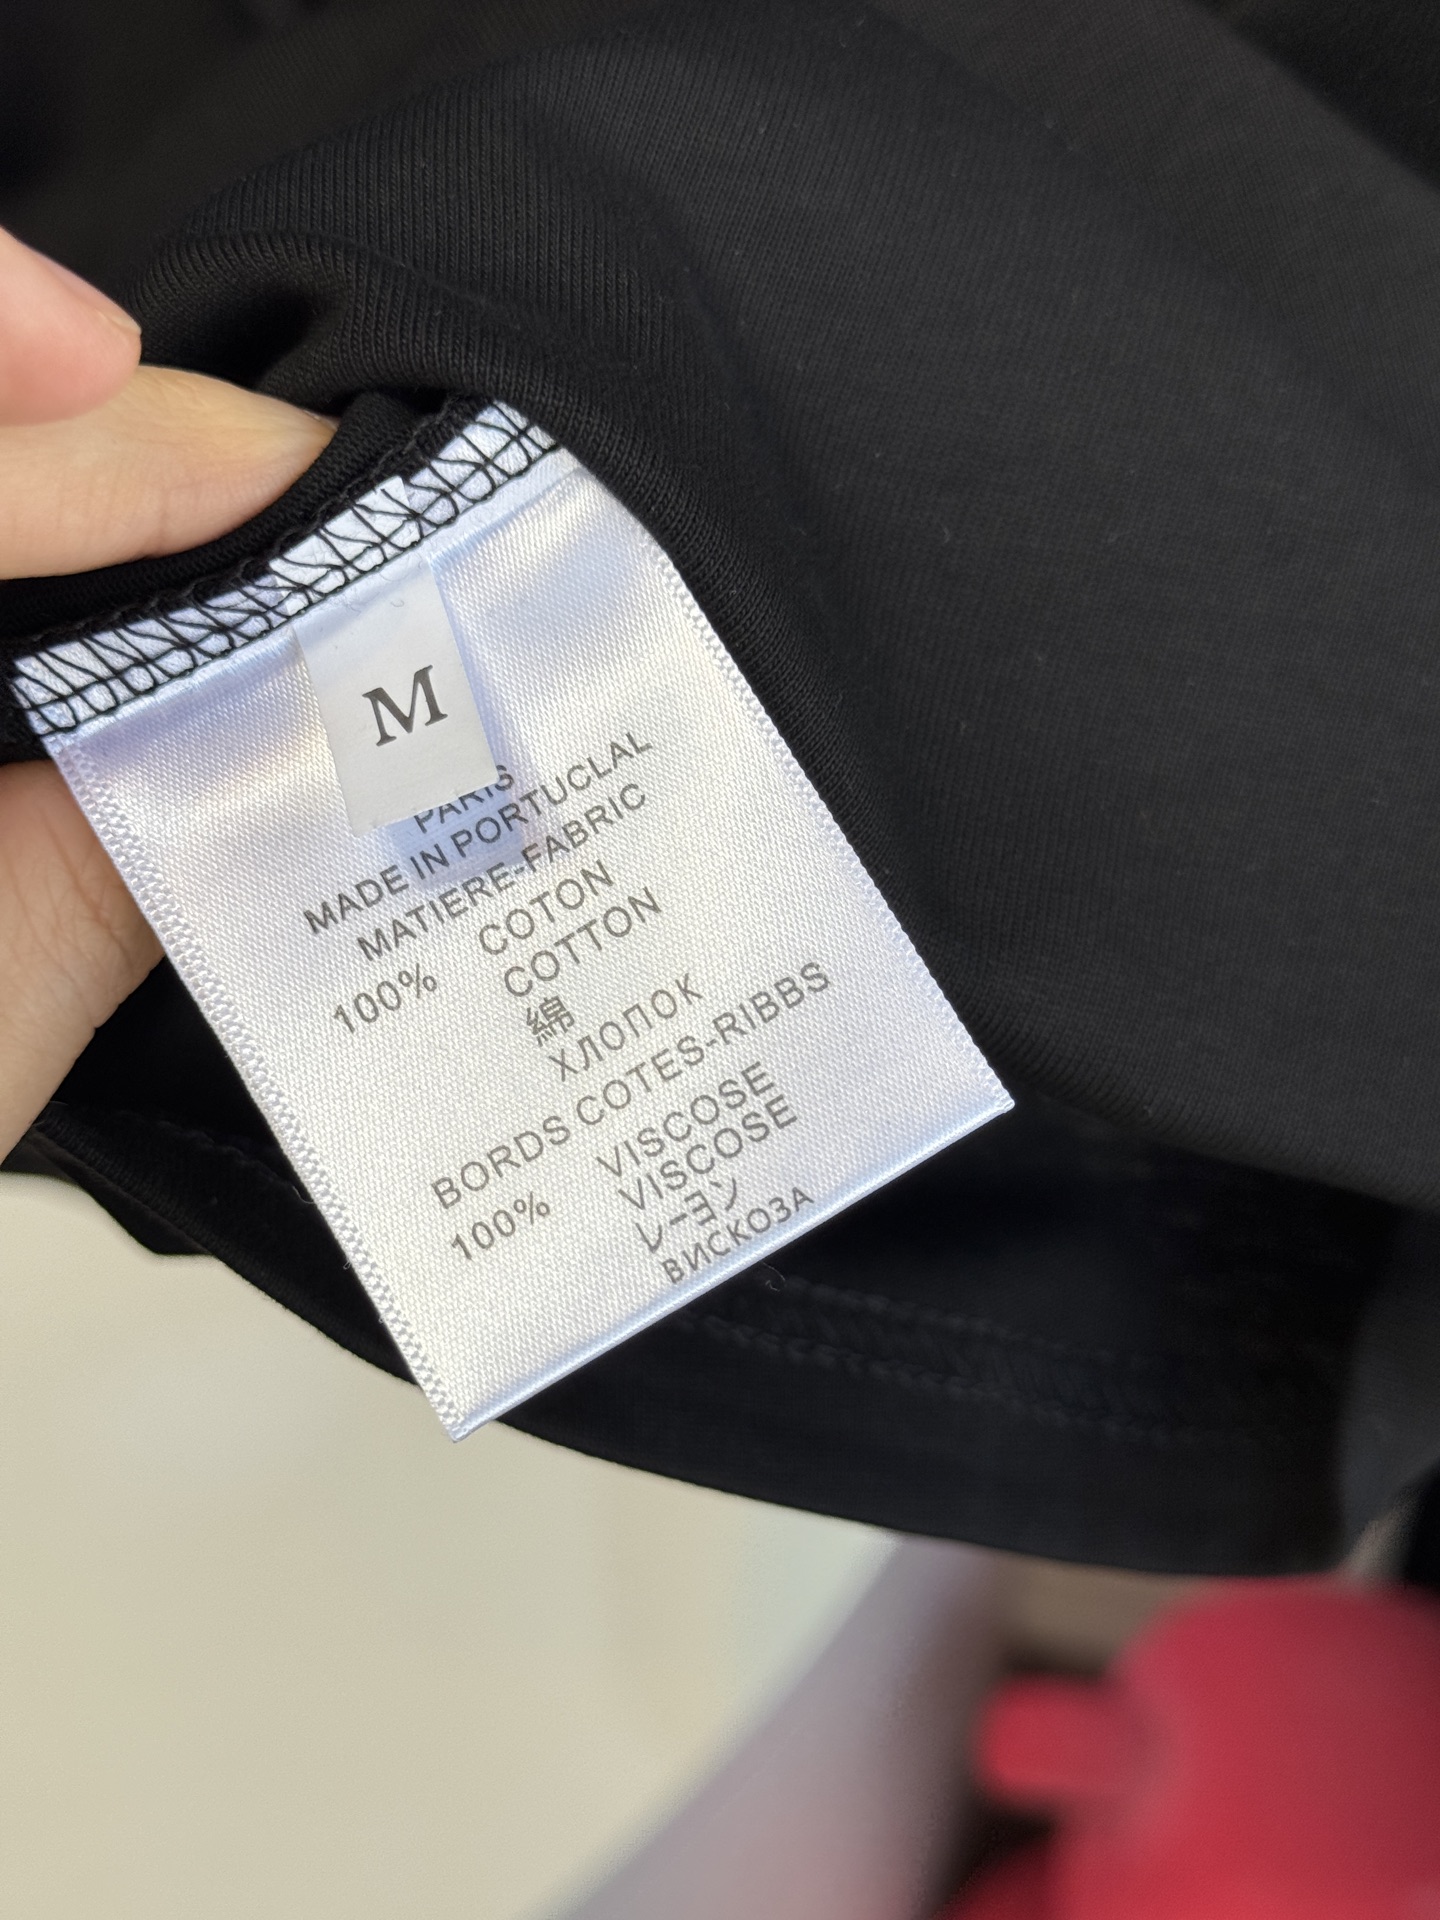 M
PARIS
MADE IN PORTUCLAL
MATIERE-FABRIC
100% COTON
COTTON
綿
ХЛОПОК
BORDS COTES-RIBBS
100% VISCOSE
VISCOSE
レーヨン
ВИСКОЗА